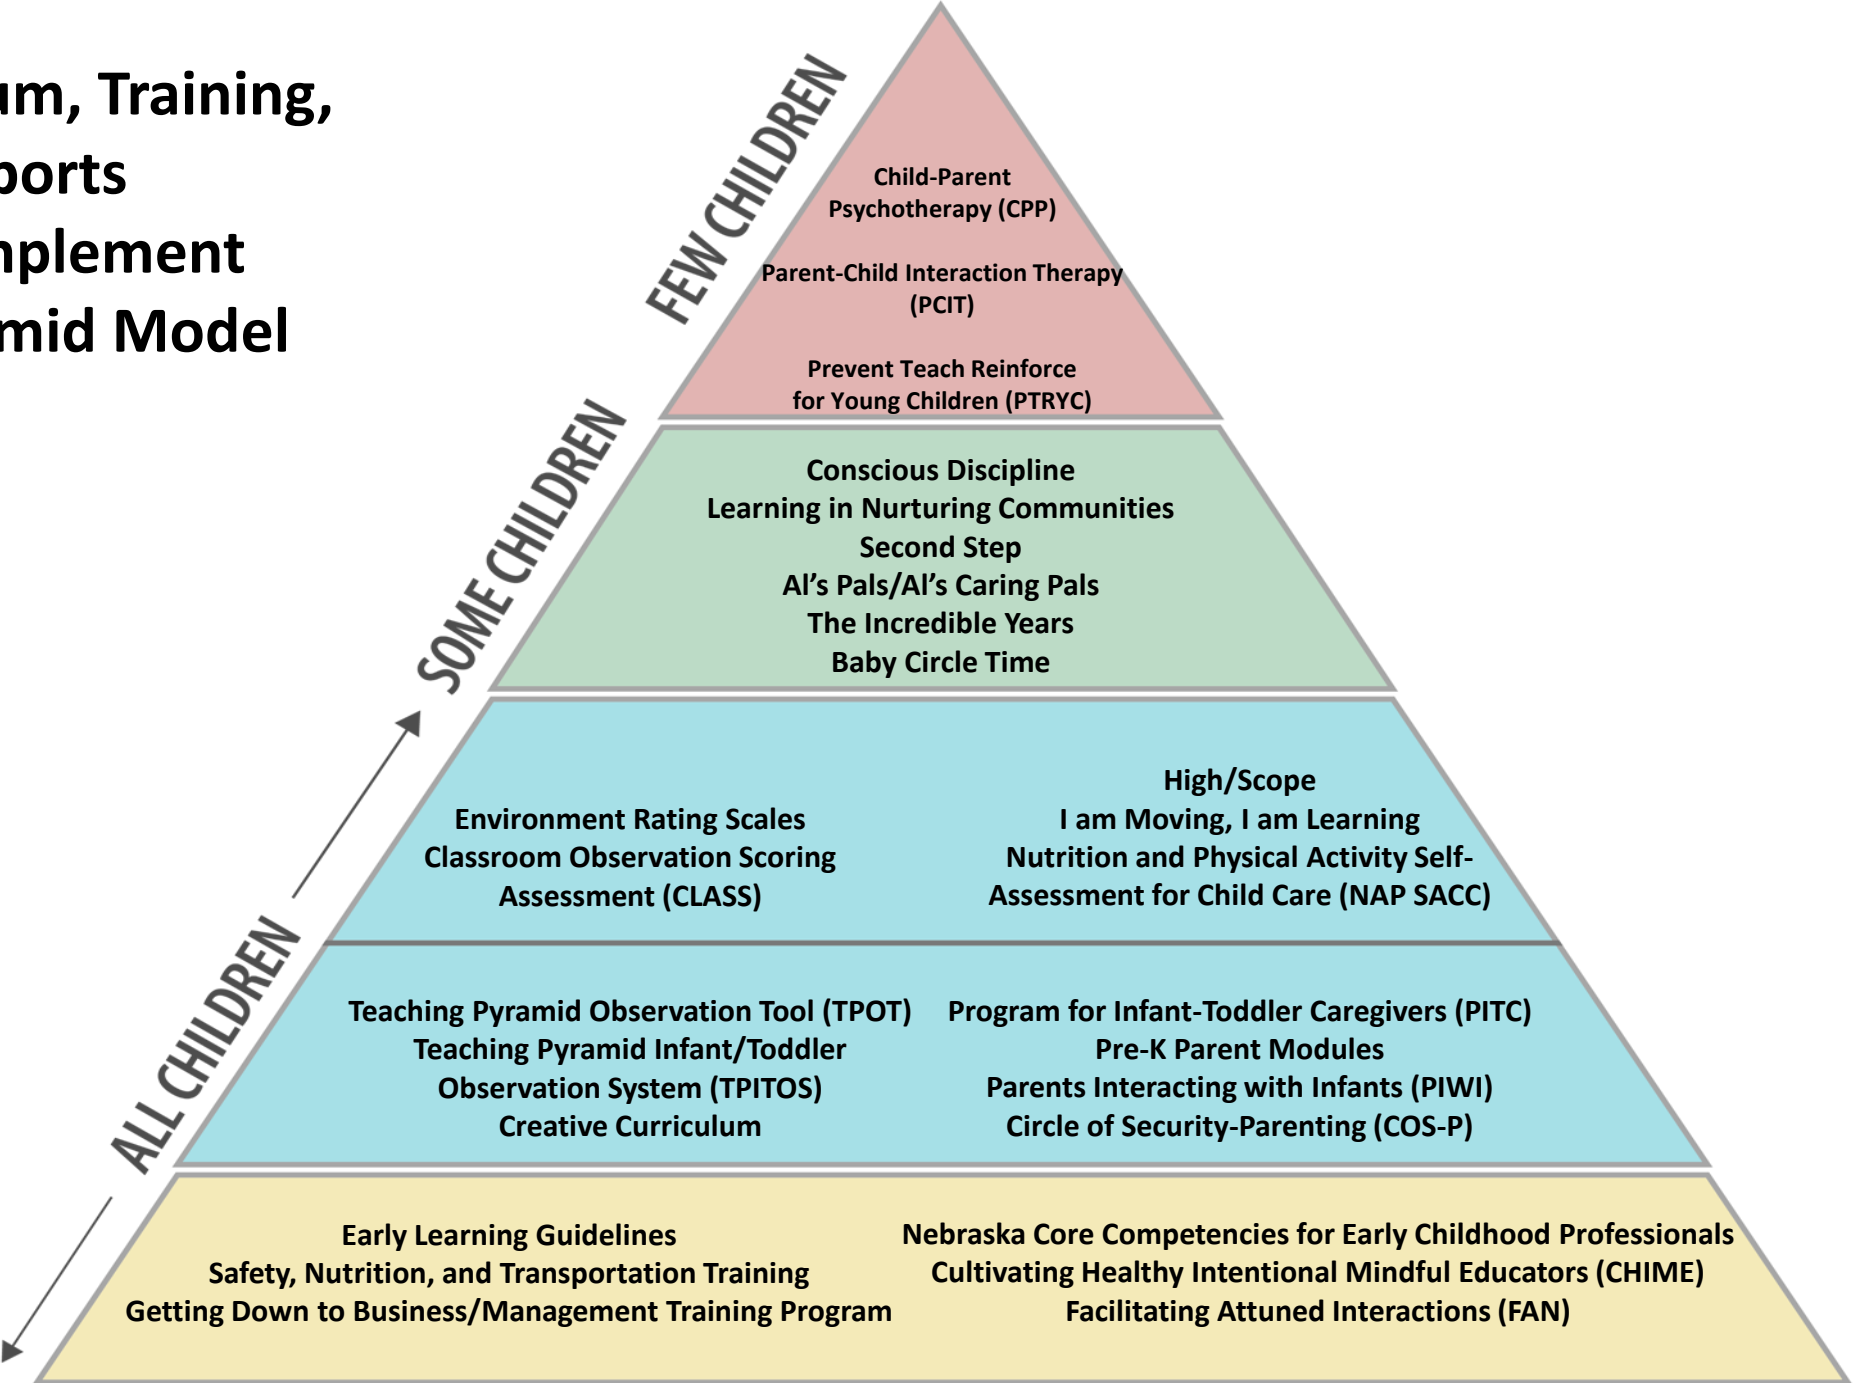 um, Training,
ports
nplement
mid Model
FEW CHILDREN
Child-Parent
Psychotherapy (CPP)
Parent-Child Interaction Therapy
(PCIT)
Prevent Teach Reinforce
for Young Children (PTRYC)
SOME CHILDREN
Conscious Discipline
Learning in Nurturing Communities
Second Step
Al’s Pals/Al’s Caring Pals
The Incredible Years
Baby Circle Time
ALL CHILDREN
Environment Rating Scales
Classroom Observation Scoring
Assessment (CLASS)
High/Scope
I am Moving, I am Learning
Nutrition and Physical Activity Self-
Assessment for Child Care (NAP SACC)
Teaching Pyramid Observation Tool (TPOT)
Teaching Pyramid Infant/Toddler
Observation System (TPITOS)
Creative Curriculum
Program for Infant-Toddler Caregivers (PITC)
Pre-K Parent Modules
Parents Interacting with Infants (PIWI)
Circle of Security-Parenting (COS-P)
Early Learning Guidelines
Safety, Nutrition, and Transportation Training
Getting Down to Business/Management Training Program
Nebraska Core Competencies for Early Childhood Professionals
Cultivating Healthy Intentional Mindful Educators (CHIME)
Facilitating Attuned Interactions (FAN)